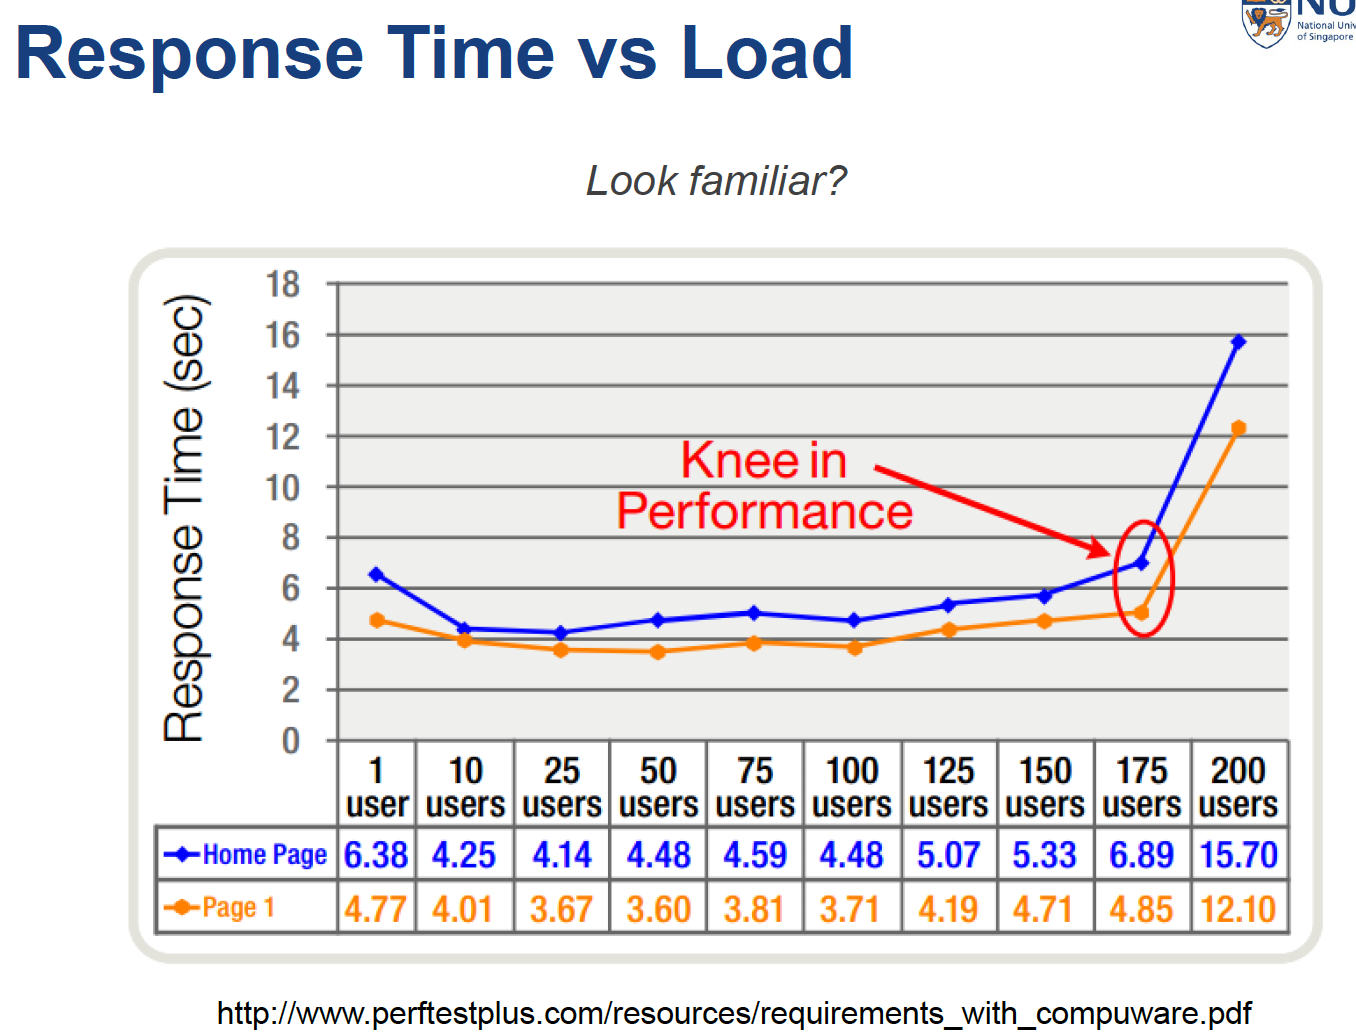 Response Time vs Load
National Univ
of Singapore
Look familiar?
Response Time (sec)
18
16
14
12
10
8
6
4
2
0
Knee in
Performance
1 user 10 users 25 users 50 users 75 users 100 users 125 users 150 users 175 users 200 users
Home Page 6.38 4.25 4.14 4.48 4.59 4.48 5.07 5.33 6.89 15.70
Page 1 4.77 4.01 3.67 3.60 3.81 3.71 4.19 4.71 4.85 12.10
http://www.perftestplus.com/resources/requirements_with_compuware.pdf